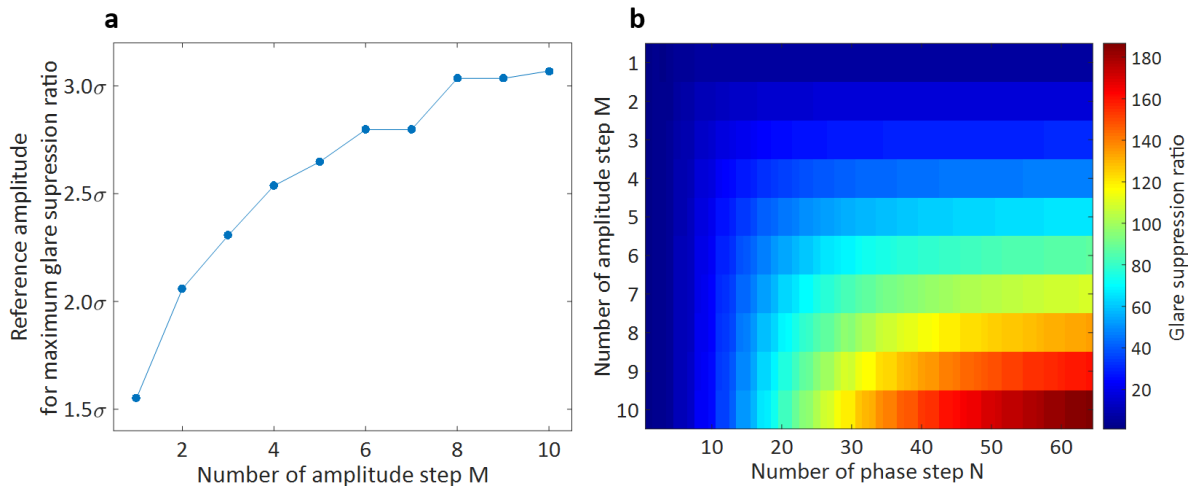 a
Reference amplitude
for maximum glare supression ratio
3.0σ
2.5σ
2.0σ
1.5σ
2 4 6 8 10
Number of amplitude step M
b
Number of amplitude step M
1
2
3
4
5
6
7
8
9
10
10 20 30 40 50 60
Number of phase step N
180
160
140
120
100
80
60
40
20
Glare suppression ratio